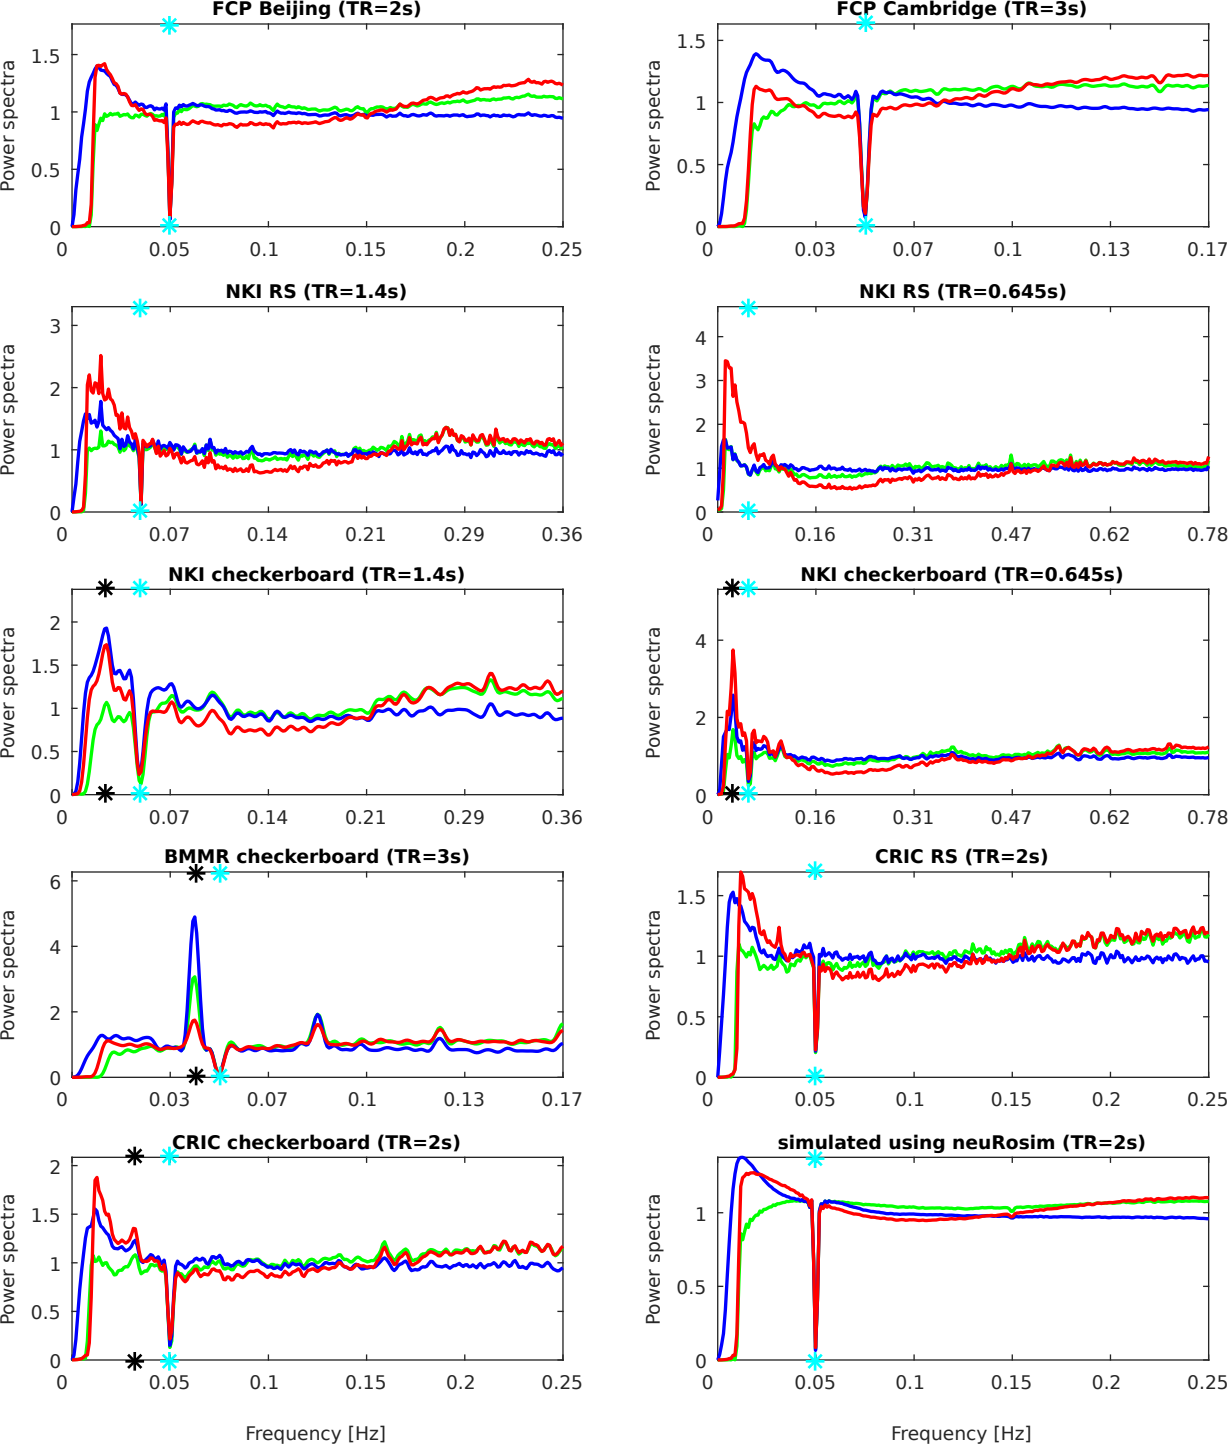 FCP Beijing (TR=2s)
Power spectra
0 0.5 1 1.5
0 0.05 0.1 0.15 0.2 0.25
FCP Cambridge (TR=3s)
Power spectra
0 0.5 1 1.5
0 0.03 0.07 0.1 0.13 0.17
NKI RS (TR=1.4s)
Power spectra
0 1 2 3
0 0.07 0.14 0.21 0.29 0.36
NKI RS (TR=0.645s)
Power spectra
0 1 2 3 4
0 0.16 0.31 0.47 0.62 0.78
NKI checkerboard (TR=1.4s)
Power spectra
0 0.5 1 1.5 2
0 0.07 0.14 0.21 0.29 0.36
NKI checkerboard (TR=0.645s)
Power spectra
0 2 4
0 0.16 0.31 0.47 0.62 0.78
BMMR checkerboard (TR=3s)
Power spectra
0 2 4 6
0 0.03 0.07 0.1 0.13 0.17
CRIC RS (TR=2s)
Power spectra
0 0.5 1 1.5
0 0.05 0.1 0.15 0.2 0.25
CRIC checkerboard (TR=2s)
Power spectra
0 0.5 1 1.5 2
0 0.05 0.1 0.15 0.2 0.25
Frequency [Hz]
simulated using neuRosim (TR=2s)
Power spectra
0 0.5 1
0 0.05 0.1 0.15 0.2 0.25
Frequency [Hz]